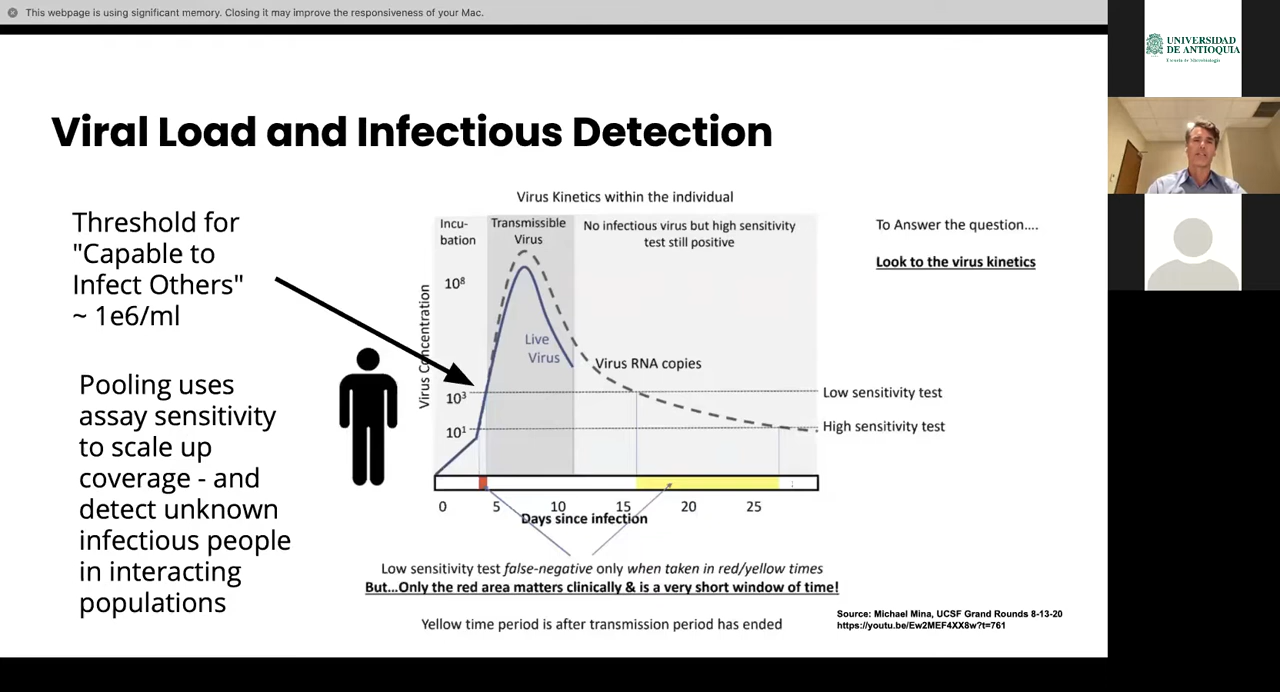 This webpage is using significant memory. Closing it may improve the responsiveness of your Mac.
UNIVERSIDAD
DE ANTIOQUIA
Escuela de Microbiología
Viral Load and Infectious Detection
Threshold for
"Capable to
Infect Others"
~ 1e6/ml
Pooling uses
assay sensitivity
to scale up
coverage - and
detect unknown
infectious people
in interacting
populations
Virus Kinetics within the individual
Incu-
bation
Transmissible
Virus
No infectious virus but high sensitivity
test still positive
Virus Concentration
10⁸
10³
10¹
Live
Virus
Virus RNA copies
Low sensitivity test
High sensitivity test
0 5 10 15 20 25
Days since infection
To Answer the question....
Look to the virus kinetics
Low sensitivity test false-negative only when taken in red/yellow times
But...Only the red area matters clinically & is a very short window of time!
Yellow time period is after transmission period has ended
Source: Michael Mina, UCSF Grand Rounds 8-13-20
https://youtu.be/Ew2MEF4XX8w?t=761